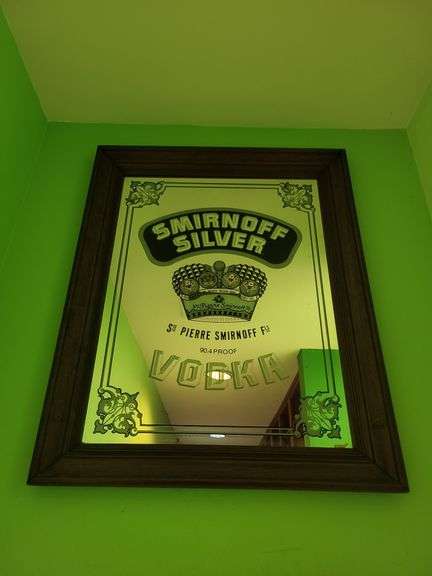 SMIRNOFF
SILVER
Ste PIERRE SMIRNOFF Fls
90.4 PROOF
VODKA